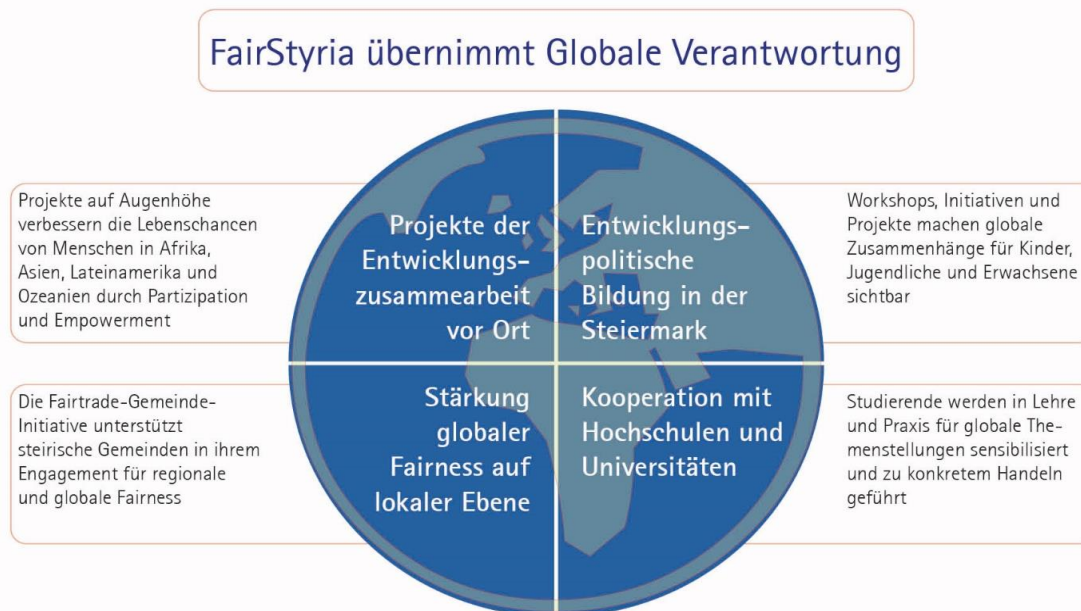 FairStyria übernimmt Globale Verantwortung
Projekte auf Augenhöhe
verbessern die Lebenschancen
von Menschen in Afrika,
Asien, Lateinamerika und
Ozeanien durch Partizipation
und Empowerment
Projekte der
Entwicklungs-
zusammearbeit
vor Ort
Entwicklungs-
politische
Bildung in der
Steiermark
Workshops, Initiativen und
Projekte machen globale
Zusammenhänge für Kinder,
Jugendliche und Erwachsene
sichtbar
Die Fairtrade-Gemeinde-
Initiative unterstützt
steirische Gemeinden in ihrem
Engagement für regionale
und globale Fairness
Stärkung
globaler
Fairness auf
lokaler Ebene
Kooperation mit
Hochschulen und
Universitäten
Studierende werden in Lehre
und Praxis für globale The-
menstellungen sensibilisiert
und zu konkretem Handeln
geführt